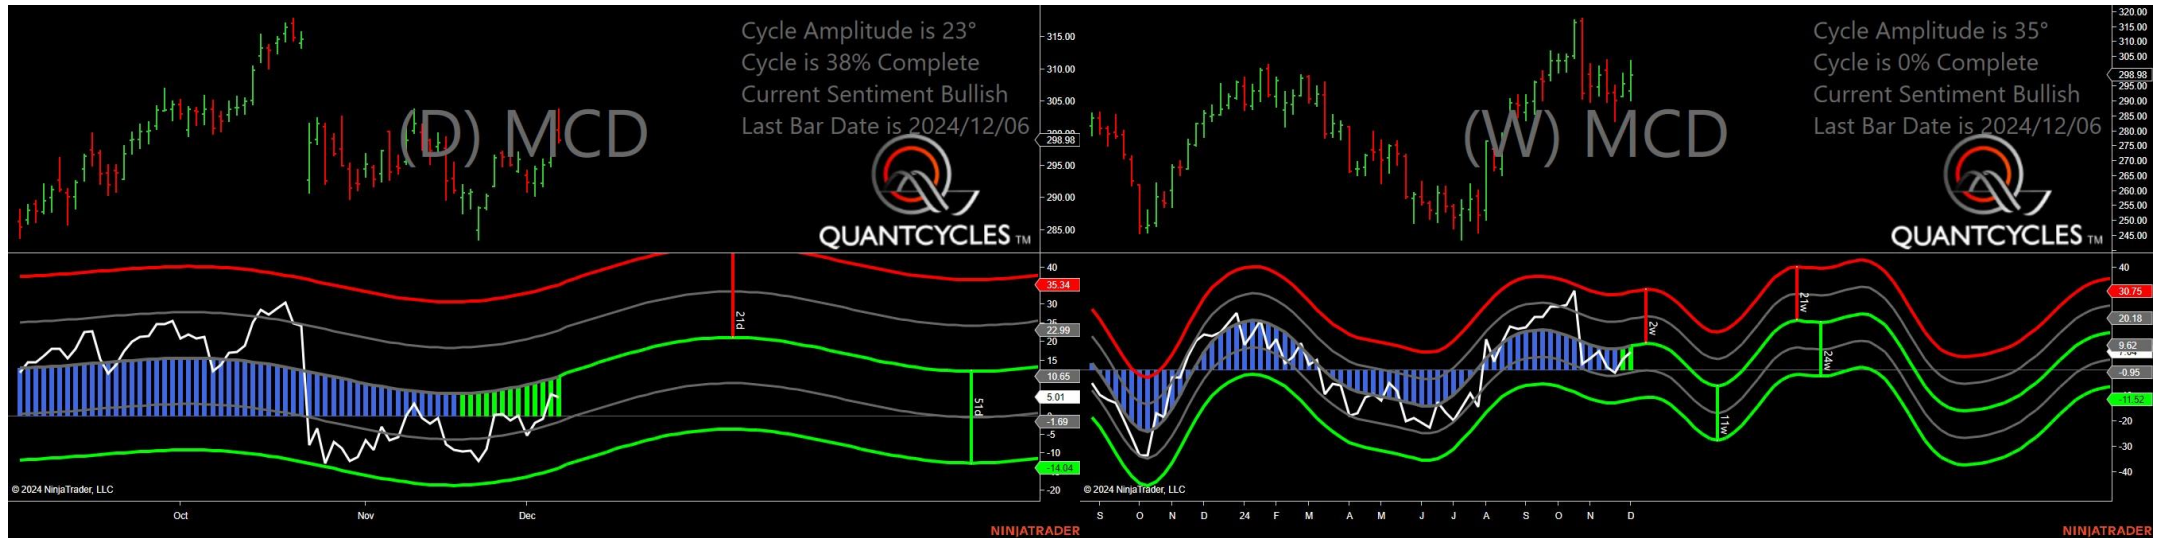 Cycle Amplitude is 23°
Cycle is 38% Complete
Current Sentiment Bullish
Last Bar Date is 2024/12/06
(D) MCD
QUANTCYCLES TM
315.00
310.00
305.00
298.98
295.00
290.00
285.00
40
35.34
30
22.99
20
15
10.65
5.01
-1.69
-5
-10
-14.04
-20
21d
51d
© 2024 NinjaTrader, LLC
Oct
Nov
Dec
NINJATRADER
Cycle Amplitude is 35°
Cycle is 0% Complete
Current Sentiment Bullish
Last Bar Date is 2024/12/06
(W) MCD
QUANTCYCLES TM
320.00
315.00
310.00
305.00
298.98
295.00
290.00
285.00
280.00
275.00
270.00
265.00
260.00
255.00
250.00
245.00
40
30.75
20.18
9.62
-0.95
-11.52
-20
-30
-40
2w
11w
21w
24w
© 2024 NinjaTrader, LLC
S O N D 24 F M A M J J A S O N D
NINJATRADER